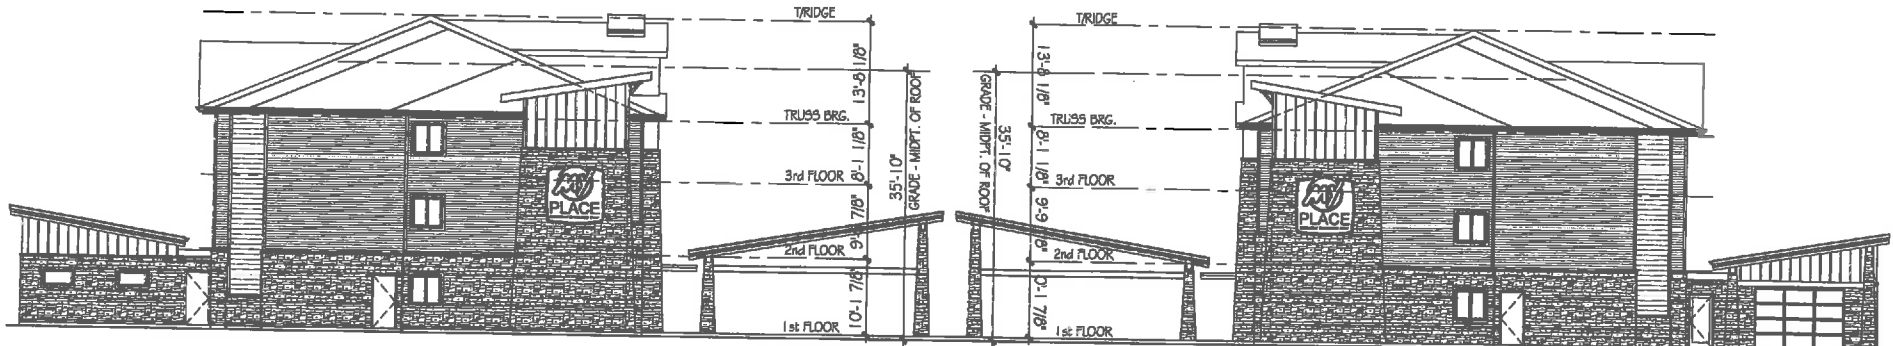 T/RIDGE
13'-8 1/8"
TRUSS BRG.
8'-1 1/8"
3rd FLOOR
9'-9 7/8"
2nd FLOOR
10'-1 7/8"
1st FLOOR
35'-10"
GRADE - MIDPT. OF ROOF
PLACE
T/RIDGE
13'-8 1/8"
TRUSS BRG.
8'-1 1/8"
3rd FLOOR
9'-9
8"
2nd FLOOR
0'-1 7/8"
1st FLOOR
35'-10"
GRADE - MIDPT. OF ROOF
PLACE